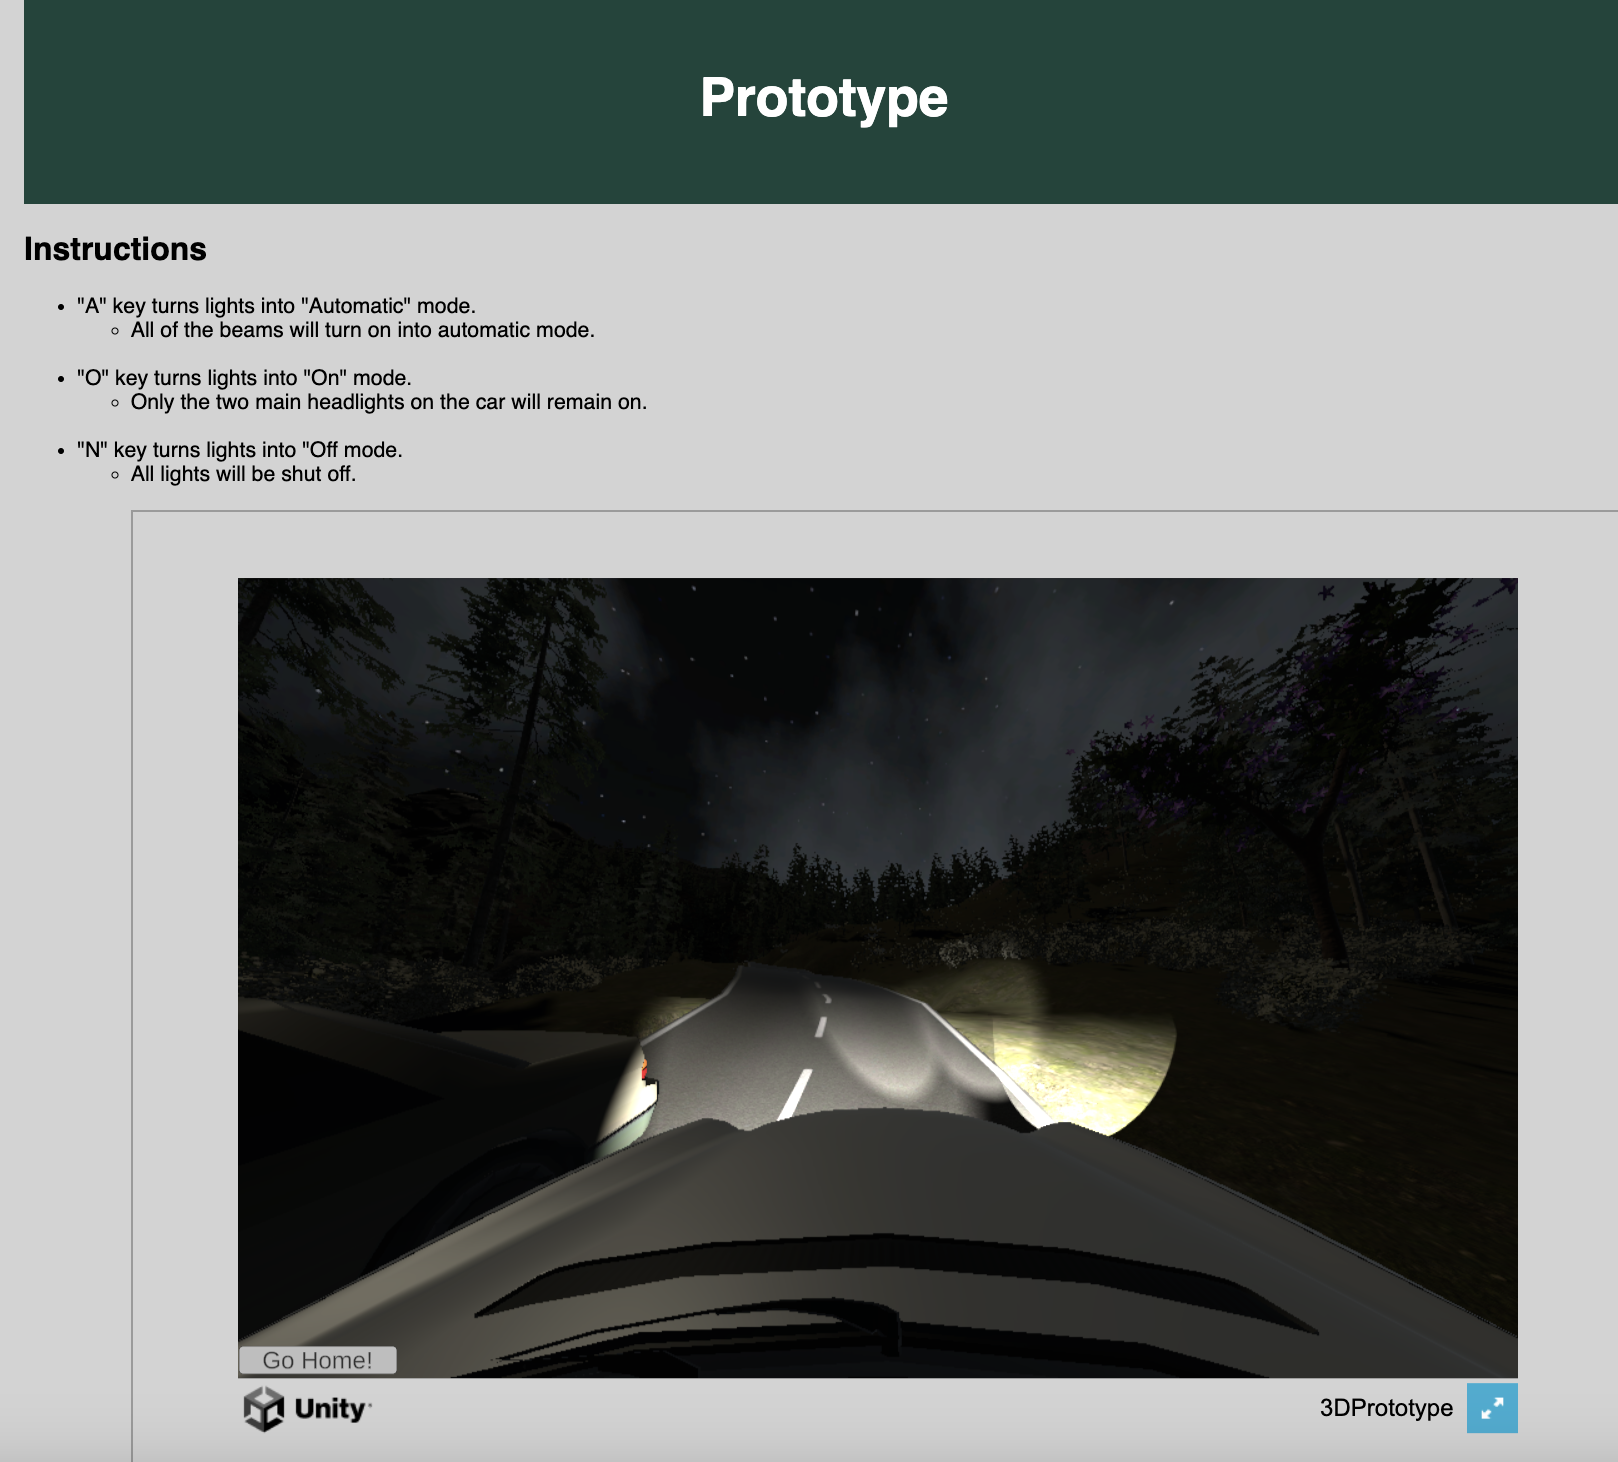 Prototype
Instructions
"A" key turns lights into "Automatic" mode.
All of the beams will turn on into automatic mode.
"O" key turns lights into "On" mode.
Only the two main headlights on the car will remain on.
"N" key turns lights into "Off mode.
All lights will be shut off.
Go Home!
Unity
3DPrototype